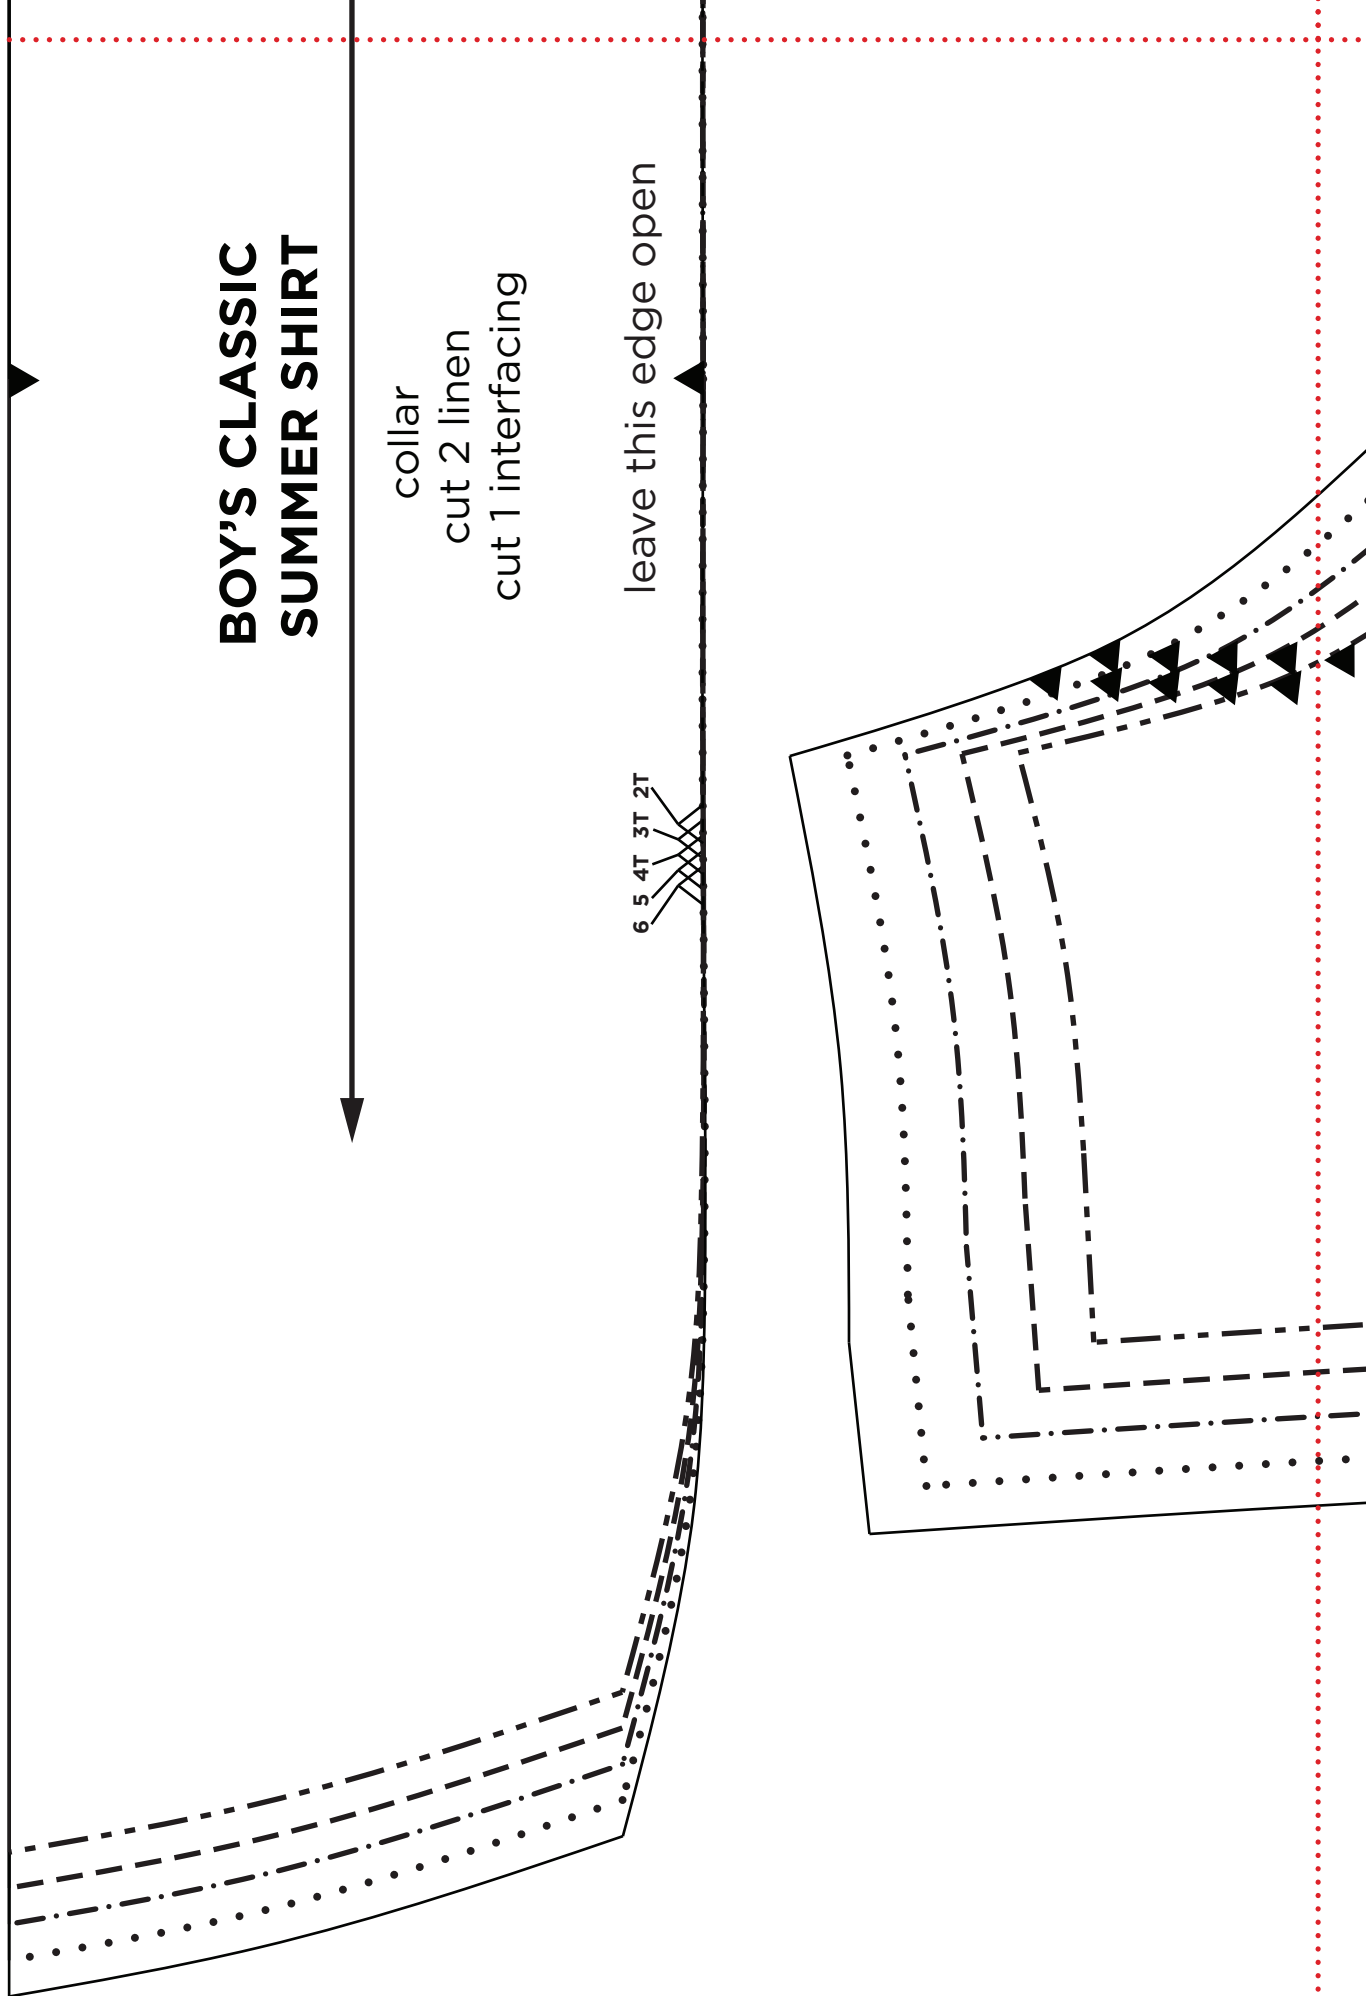 BOY’S CLASSIC
SUMMER SHIRT
collar
cut 2 linen
cut 1 interfacing
leave this edge open
6 5 4T 3T 2T